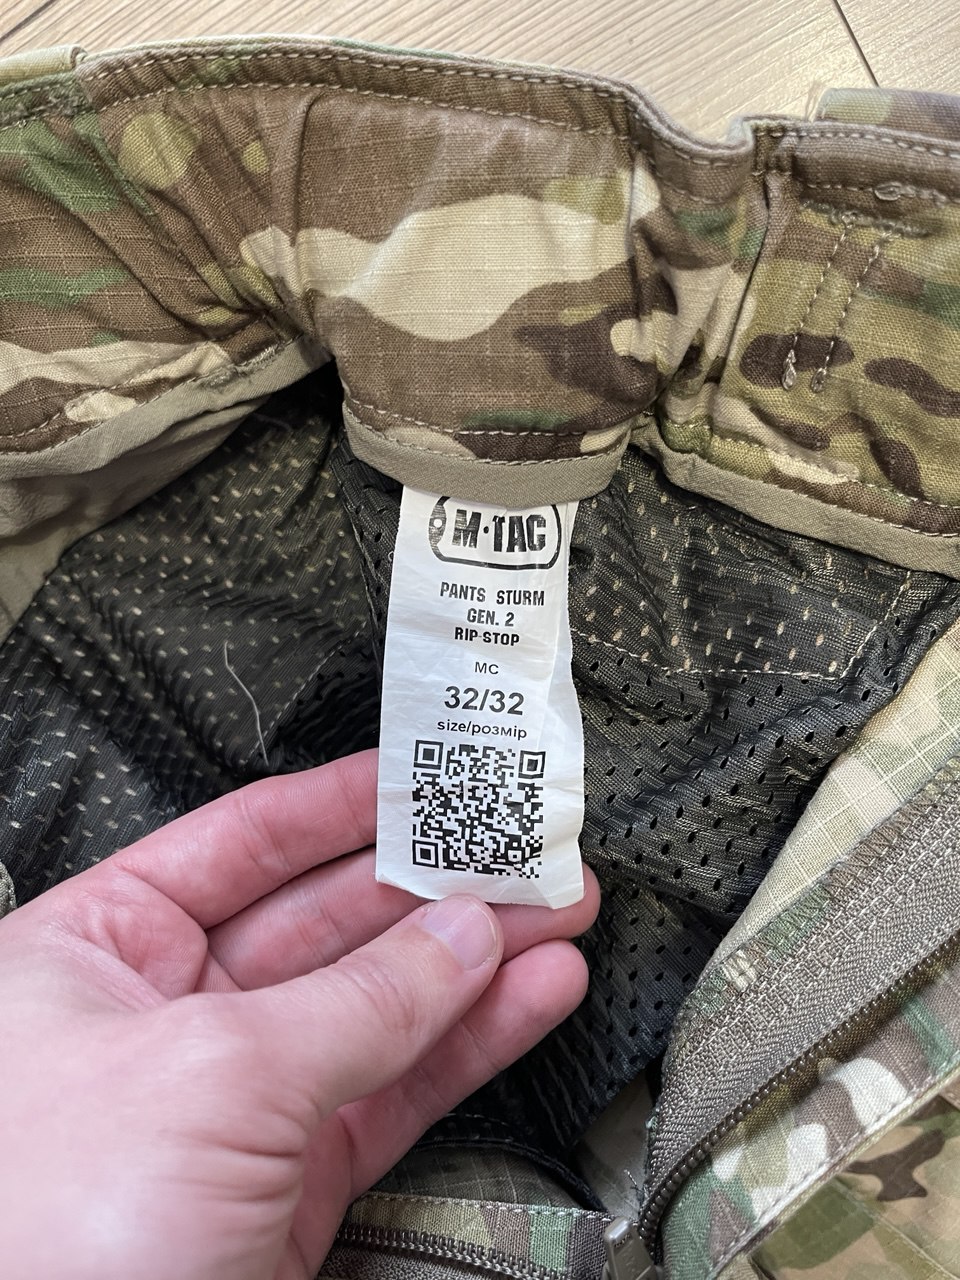 M·TAC
PANTS STURM
GEN. 2
RIP-STOP
MC
32/32
size/розмір